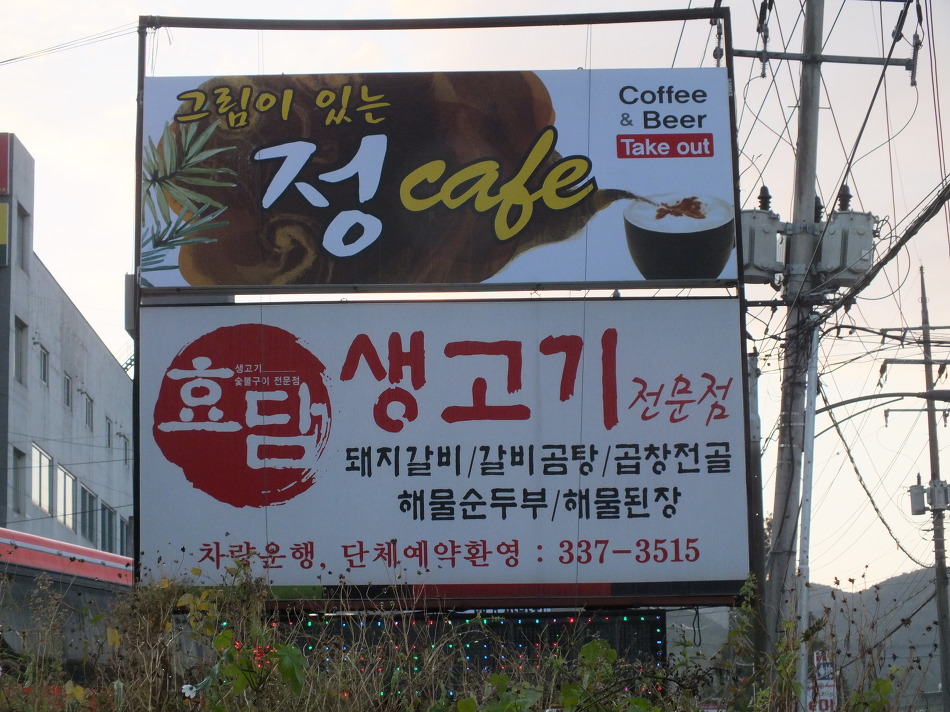 그림이 있는
정 cafe
Coffee
& Beer
Take out
효담
생고기
숯불구이 전문점
생고기 전문점
돼지갈비/갈비곰탕/곱창전골
해물순두부/해물된장
차량운행, 단체예약환영 : 337-3515